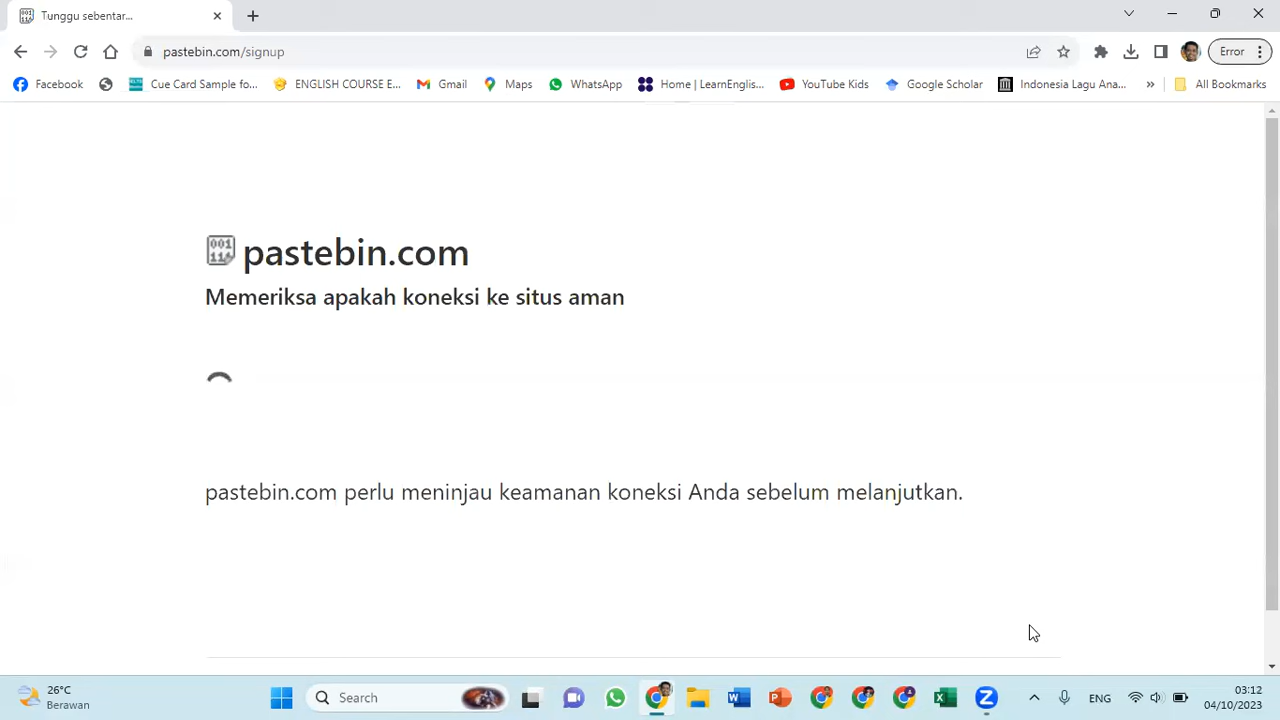 Tunggu sebentar...
pastebin.com/signup
Error
Facebook
Cue Card Sample fo...
ENGLISH COURSE E...
Gmail
Maps
WhatsApp
Home | LearnEnglis...
YouTube Kids
Google Scholar
Indonesia Lagu Ana...
»
All Bookmarks
pastebin.com
Memeriksa apakah koneksi ke situs aman
pastebin.com perlu meninjau keamanan koneksi Anda sebelum melanjutkan.
26°C
Berawan
Search
ENG
03:12
04/10/2023